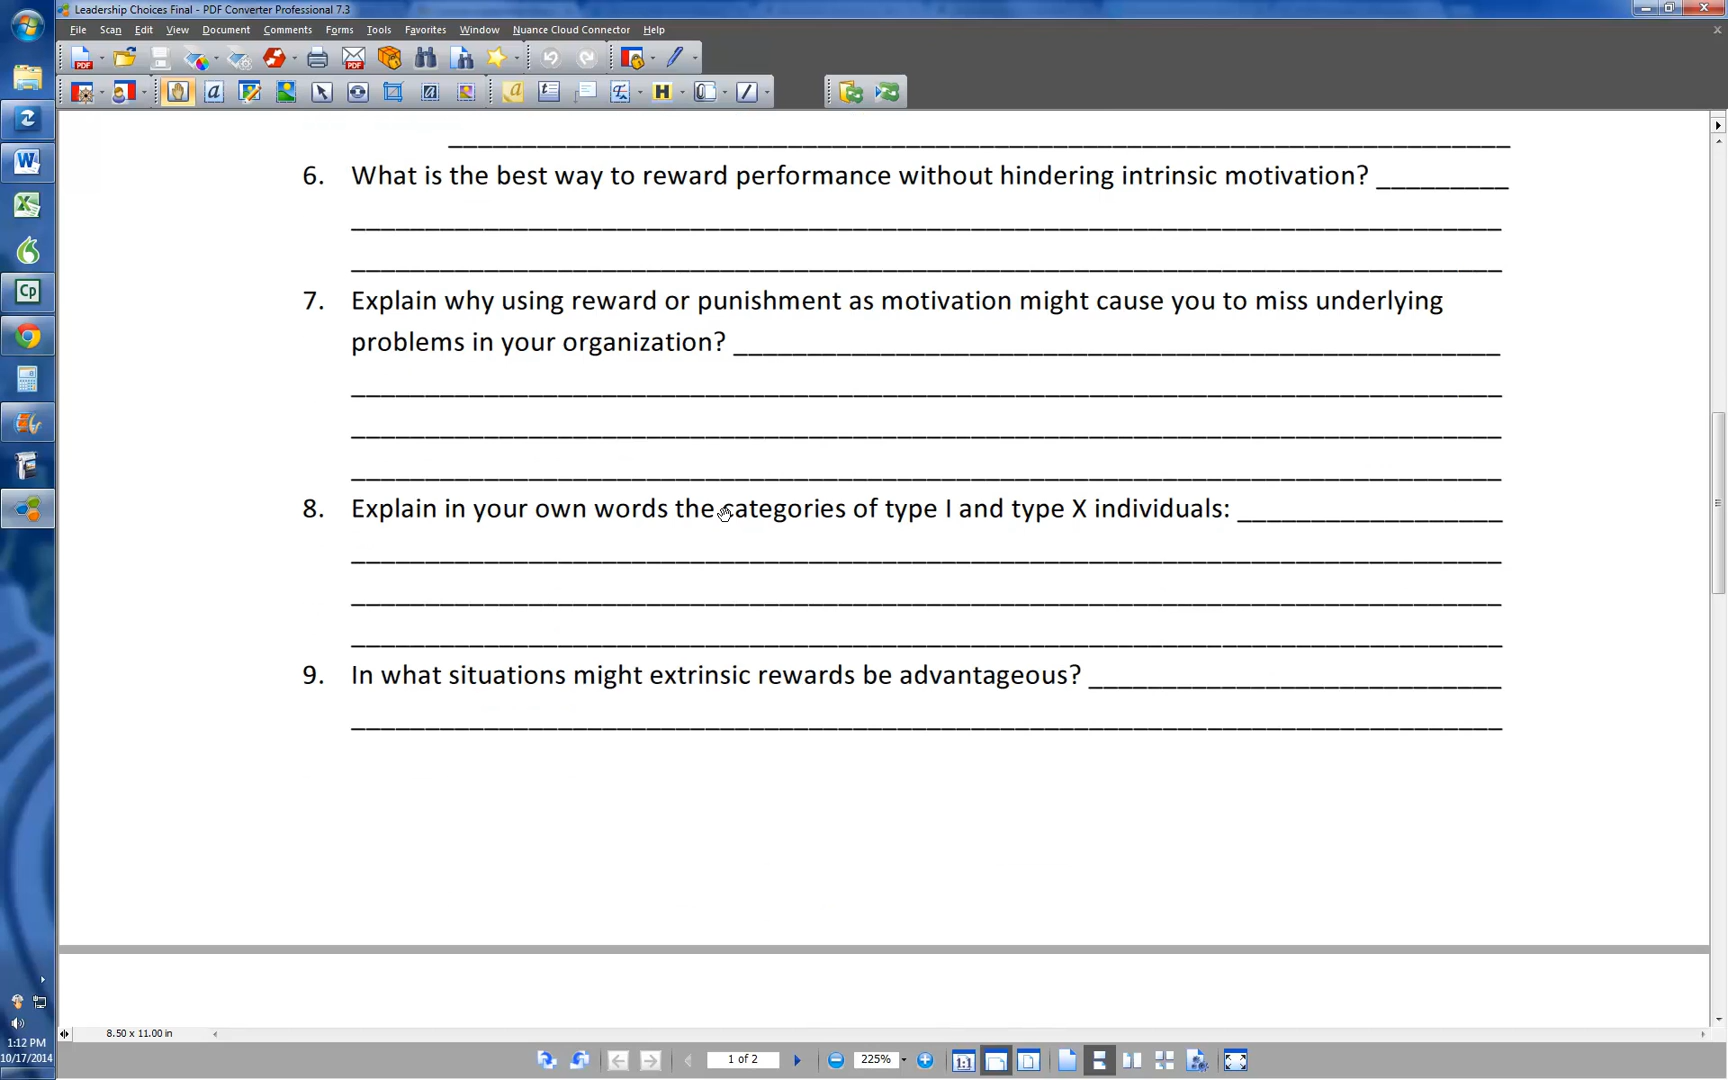 Leadership Choices Final - PDF Converter Professional 7.3
File Scan Edit View Document Comments Forms Tools Favorites Window Nuance Cloud Connector Help
6. What is the best way to reward performance without hindering intrinsic motivation? _________
7. Explain why using reward or punishment as motivation might cause you to miss underlying
problems in your organization? ____________________
8. Explain in your own words the categories of type I and type X individuals: __________________
9. In what situations might extrinsic rewards be advantageous? ____________________
8.50 x 11.00 in
1:12 PM
10/17/2014
1 of 2
225%